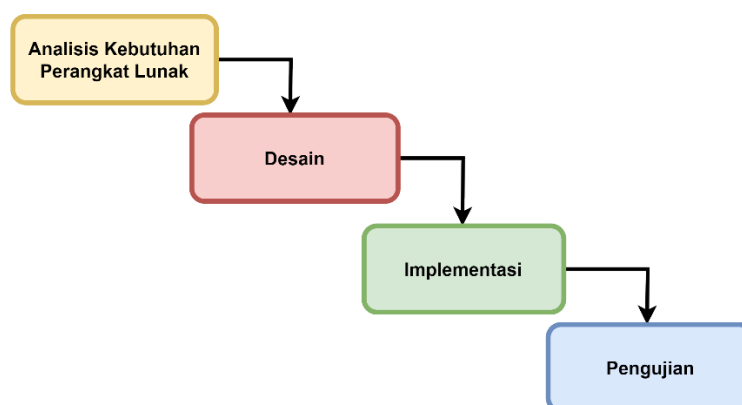 Analisis Kebutuhan
Perangkat Lunak
Desain
Implementasi
Pengujian